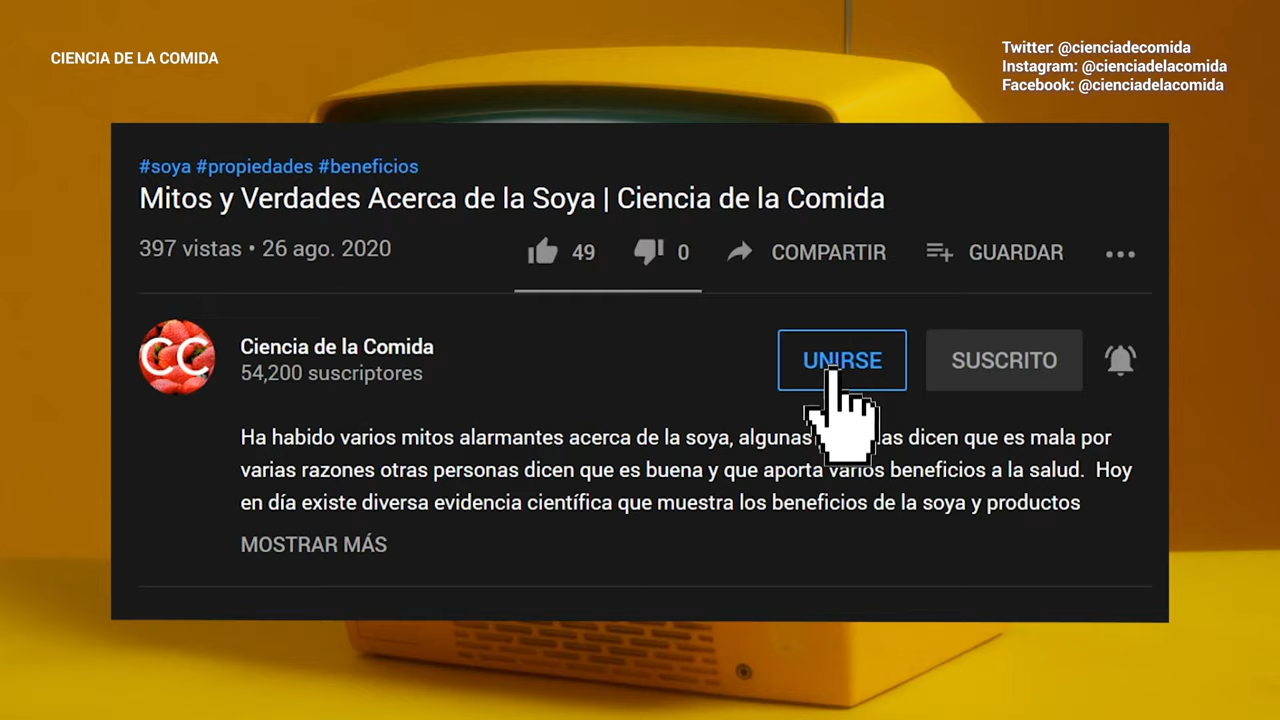 CIENCIA DE LA COMIDA
Twitter: @cienciadecomida
Instagram: @cienciadelacomida
Facebook: @cienciadelacomida
#soya #propiedades #beneficios
Mitos y Verdades Acerca de la Soya | Ciencia de la Comida
397 vistas • 26 ago. 2020
49
0
COMPARTIR
GUARDAR
CC
Ciencia de la Comida
54,200 suscriptores
UNIRSE
SUSCRITO
Ha habido varios mitos alarmantes acerca de la soya, algunas dicen que es mala por
varias razones otras personas dicen que es buena y que aporta varios beneficios a la salud. Hoy
en día existe diversa evidencia científica que muestra los beneficios de la soya y productos
MOSTRAR MÁS